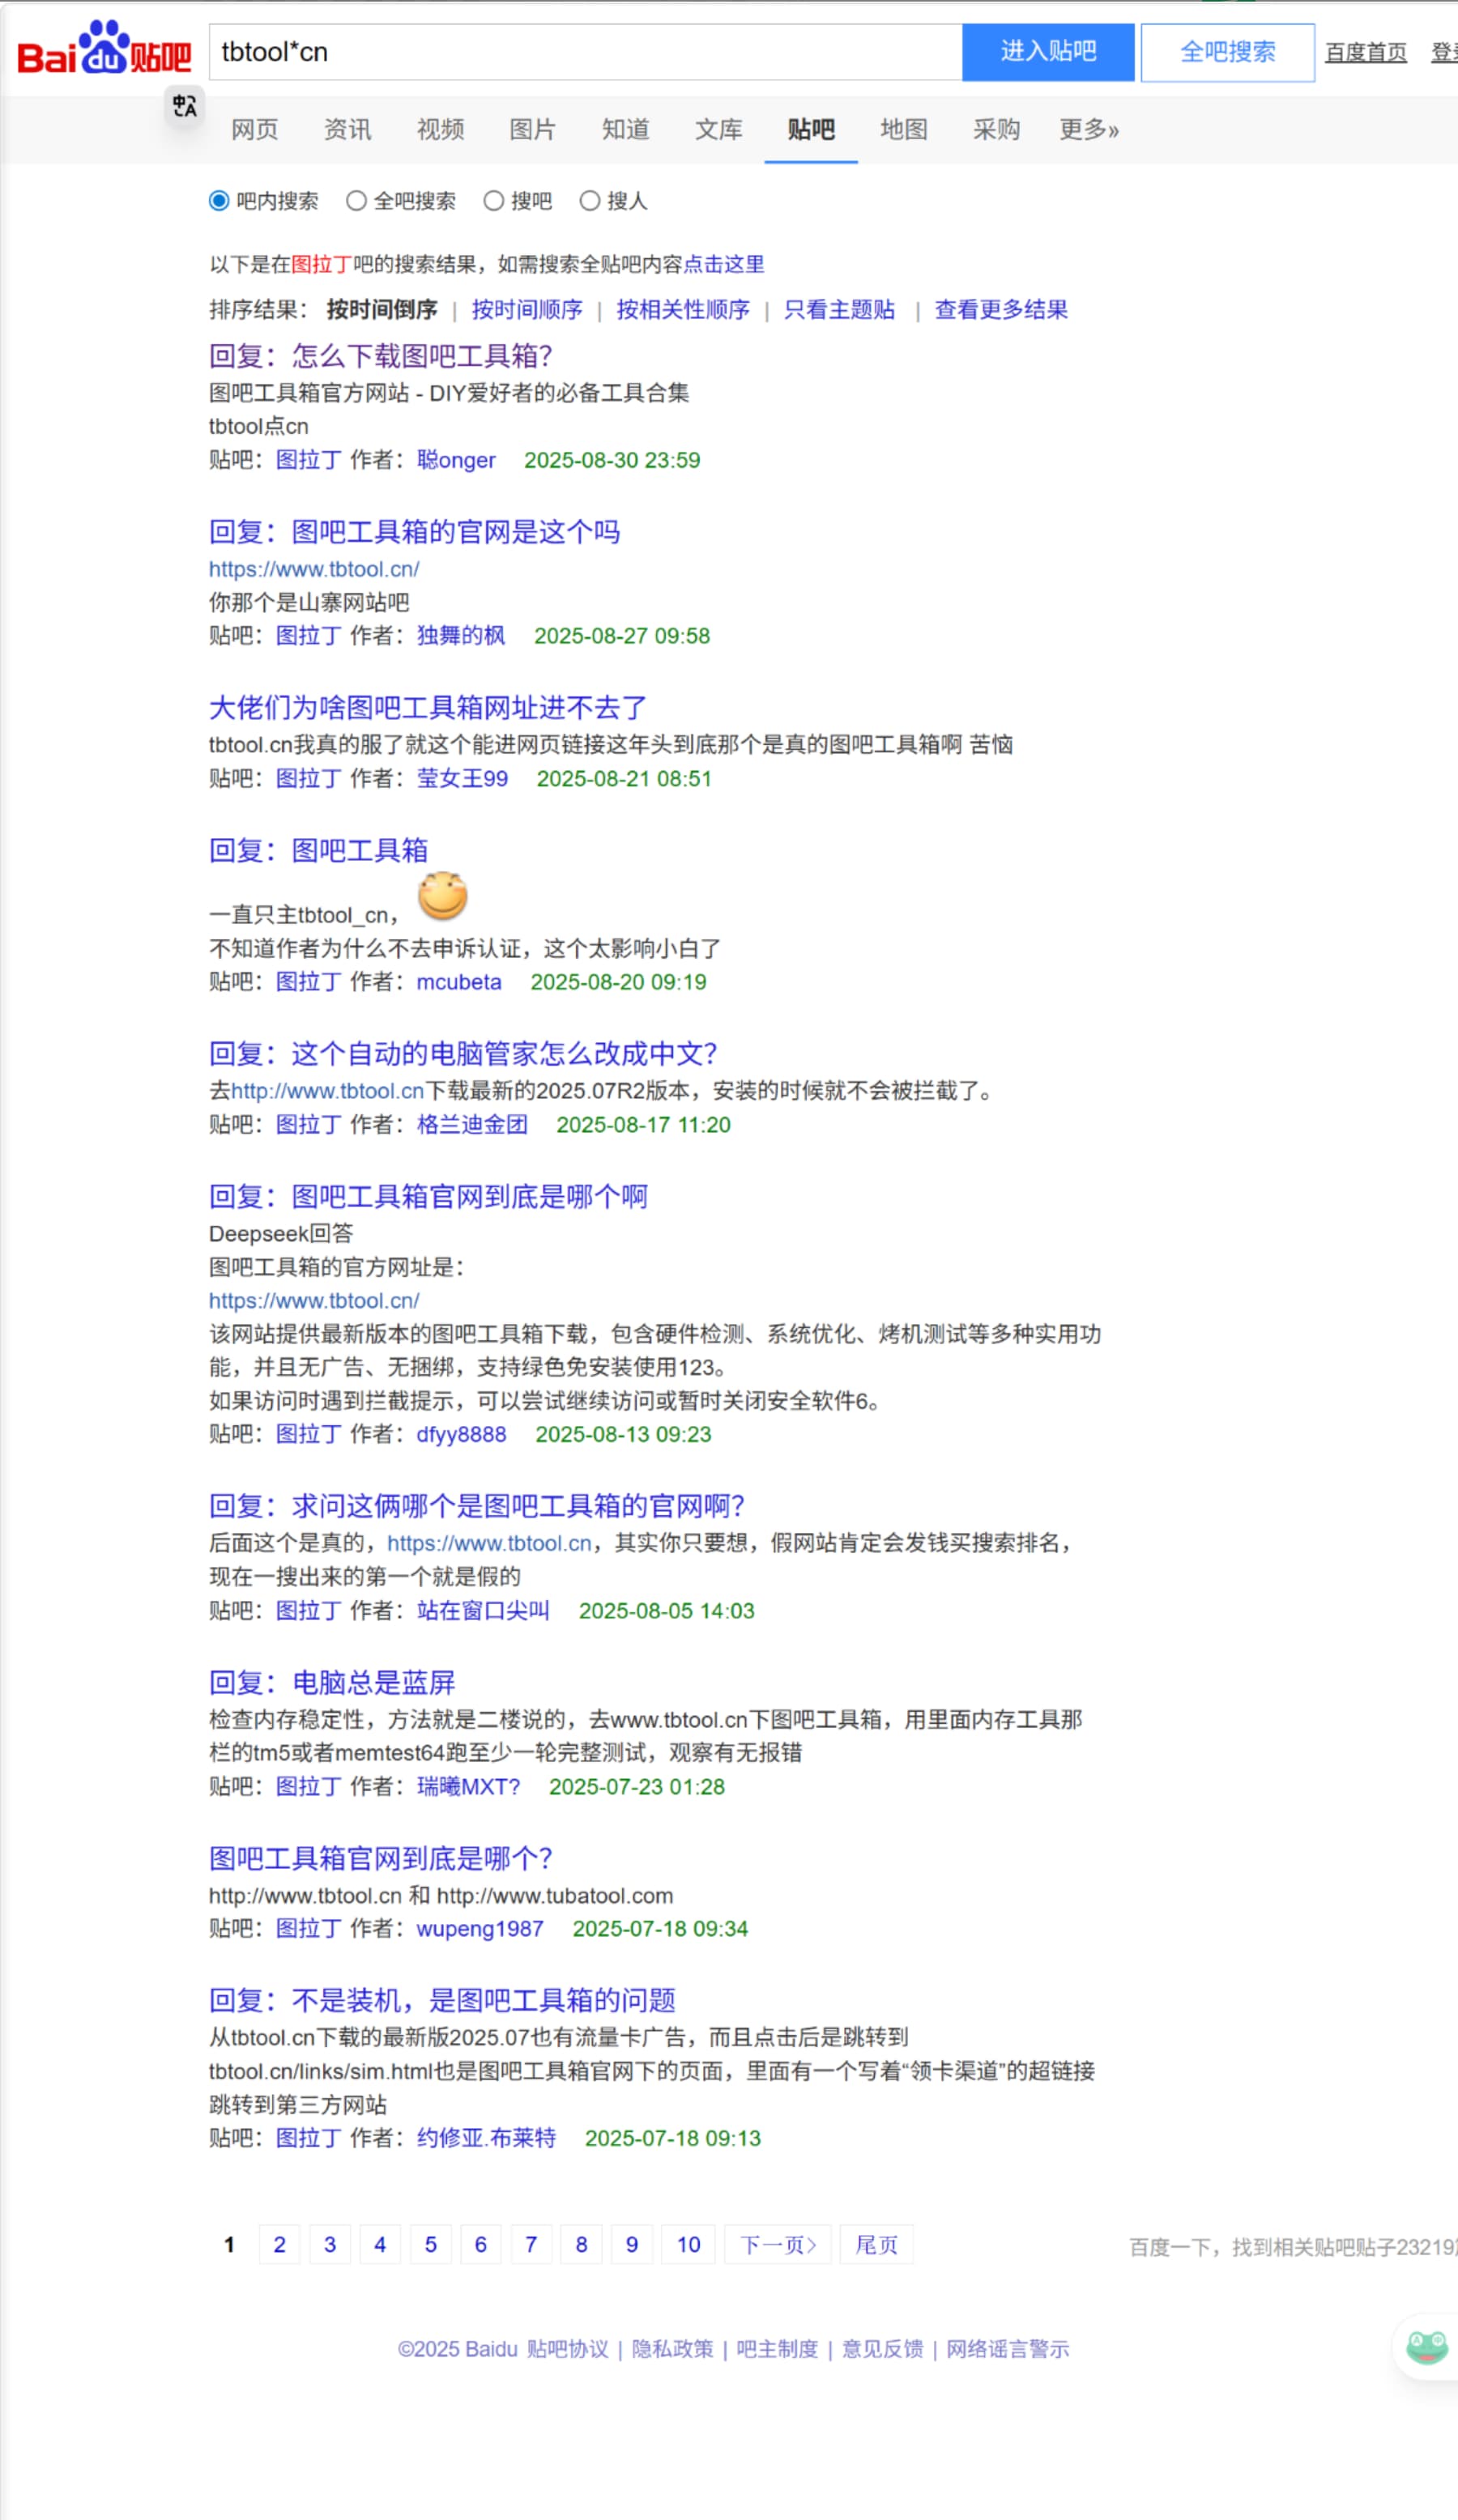 Bai du 贴吧
tbtool*cn
进入贴吧
全吧搜索
百度首页
中A
网页 资讯 视频 图片 知道 文库 贴吧 地图 采购 更多»
吧内搜索 全吧搜索 搜吧 搜人
以下是在图拉丁吧的搜索结果，如需搜索全贴吧内容点击这里
排序结果： 按时间倒序 | 按时间顺序 | 按相关性顺序 | 只看主题贴 | 查看更多结果
回复：怎么下载图吧工具箱？
图吧工具箱官方网站 - DIY爱好者的必备工具合集
tbtool点cn
贴吧：图拉丁 作者：聪onger 2025-08-30 23:59
回复：图吧工具箱的官网是这个吗
https://www.tbtool.cn/
你那个是山寨网站吧
贴吧：图拉丁 作者：独舞的枫 2025-08-27 09:58
大佬们为啥图吧工具箱网址进不去了
tbtool.cn我真的服了就这个能进网页链接这年头到底那个是真的图吧工具箱啊 苦恼
贴吧：图拉丁 作者：莹女王99 2025-08-21 08:51
回复：图吧工具箱
一直只主tbtool_cn，
不知道作者为什么不去申诉认证，这个太影响小白了
贴吧：图拉丁 作者：mcubeta 2025-08-20 09:19
回复：这个自动的电脑管家怎么改成中文？
去http://www.tbtool.cn下载最新的2025.07R2版本，安装的时候就不会被拦截了。
贴吧：图拉丁 作者：格兰迪金团 2025-08-17 11:20
回复：图吧工具箱官网到底是哪个啊
Deepseek回答
图吧工具箱的官方网址是：
https://www.tbtool.cn/
该网站提供最新版本的图吧工具箱下载，包含硬件检测、系统优化、烤机测试等多种实用功
能，并且无广告、无捆绑，支持绿色免安装使用123。
如果访问时遇到拦截提示，可以尝试继续访问或暂时关闭安全软件6。
贴吧：图拉丁 作者：dfyy8888 2025-08-13 09:23
回复：求问这俩哪个是图吧工具箱的官网啊？
后面这个是真的，https://www.tbtool.cn，其实你只要想，假网站肯定会发钱买搜索排名，
现在一搜出来的第一个就是假的
贴吧：图拉丁 作者：站在窗口尖叫 2025-08-05 14:03
回复：电脑总是蓝屏
检查内存稳定性，方法就是二楼说的，去www.tbtool.cn下图吧工具箱，用里面内存工具那
栏的tm5或者memtest64跑至少一轮完整测试，观察有无报错
贴吧：图拉丁 作者：瑞曦MXT? 2025-07-23 01:28
图吧工具箱官网到底是哪个？
http://www.tbtool.cn 和 http://www.tubatool.com
贴吧：图拉丁 作者：wupeng1987 2025-07-18 09:34
回复：不是装机，是图吧工具箱的问题
从tbtool.cn下载的最新版2025.07也有流量卡广告，而且点击后是跳转到
tbtool.cn/links/sim.html也是图吧工具箱官网下的页面，里面有一个写着“领卡渠道”的超链接
跳转到第三方网站
贴吧：图拉丁 作者：约修亚.布莱特 2025-07-18 09:13
1 2 3 4 5 6 7 8 9 10 下一页> 尾页
百度一下，找到相关贴吧贴子23219
©2025 Baidu 贴吧协议 | 隐私政策 | 吧主制度 | 意见反馈 | 网络谣言警示